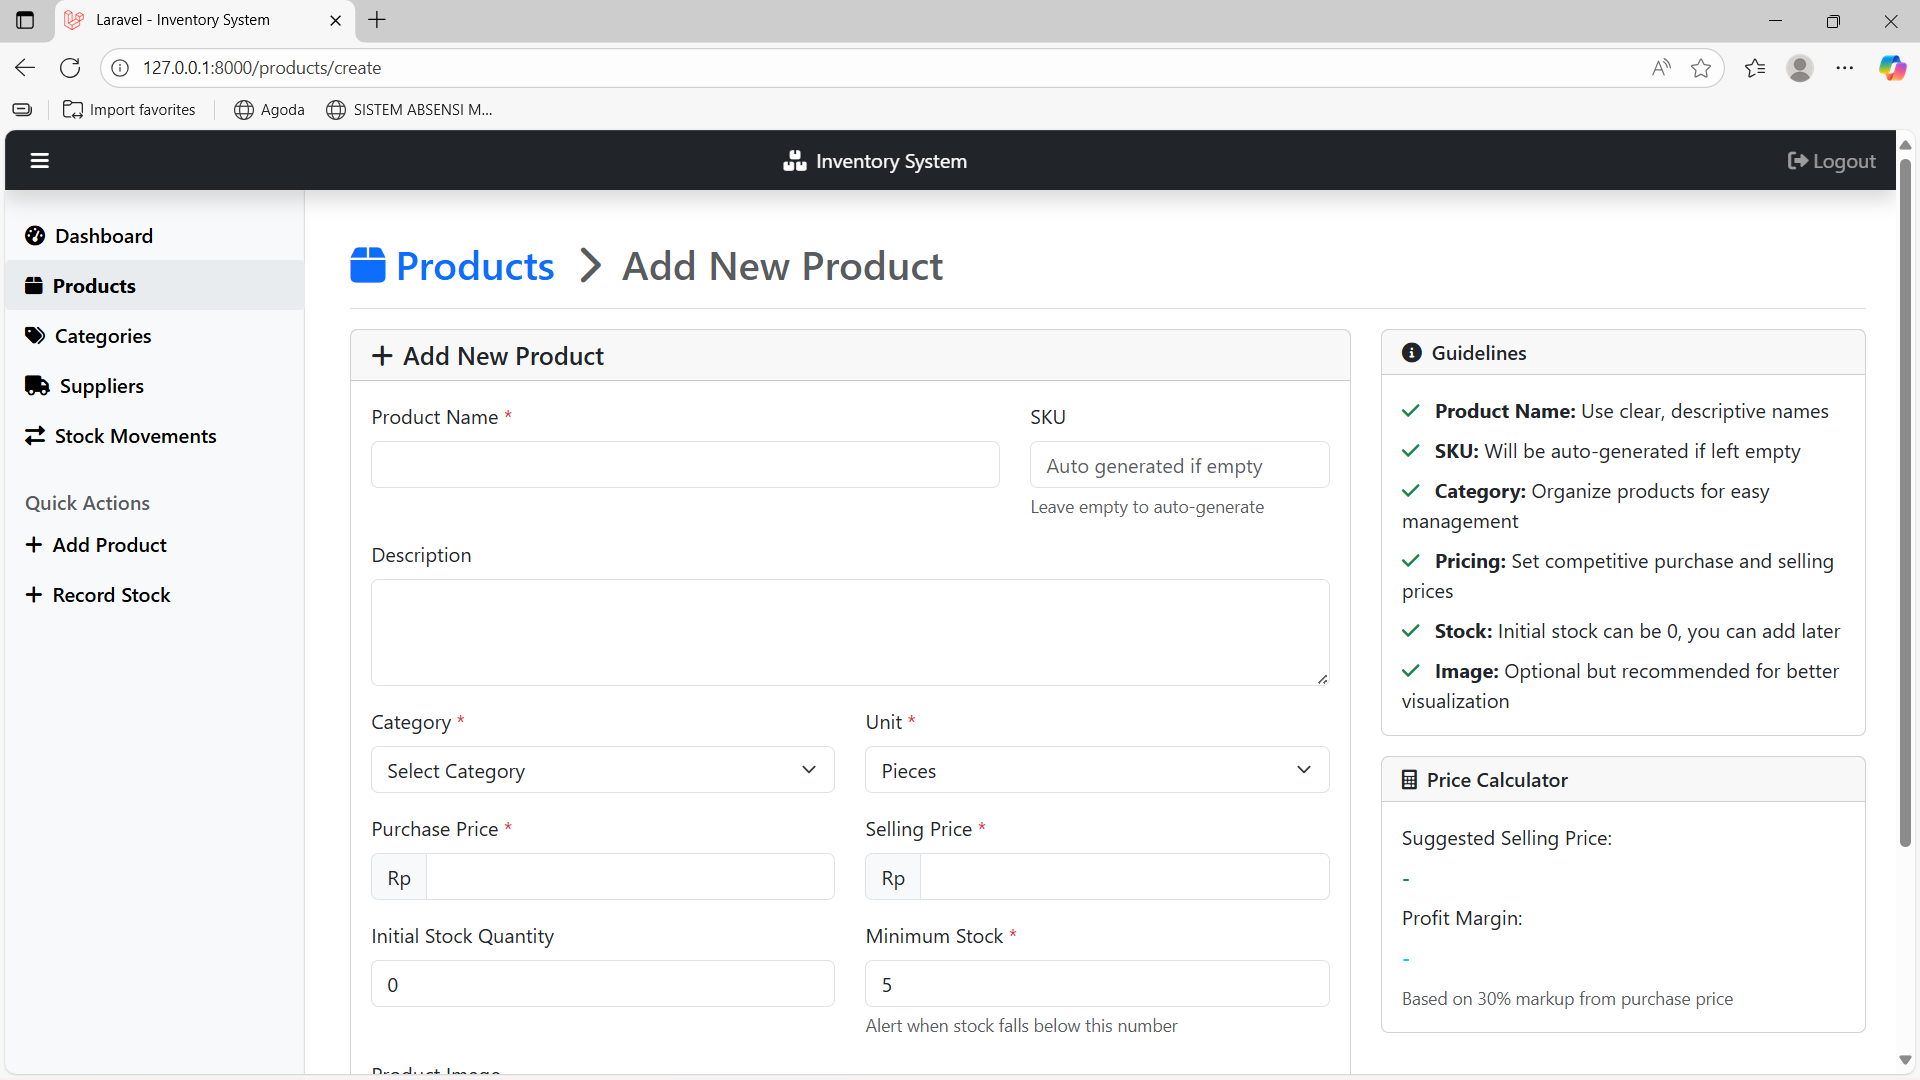 Laravel - Inventory System
127.0.0.1:8000/products/create
Import favorites
Agoda
SISTEM ABSENSI M...
Inventory System
Logout
Dashboard
Products
Categories
Suppliers
Stock Movements
Quick Actions
Add Product
Record Stock
Products > Add New Product
Add New Product
Product Name *
SKU
Auto generated if empty
Leave empty to auto-generate
Description
Category *
Unit *
Select Category
Pieces
Purchase Price *
Selling Price *
Rp
Rp
Initial Stock Quantity
Minimum Stock *
0
5
Alert when stock falls below this number
Product Image
Guidelines
Product Name: Use clear, descriptive names
SKU: Will be auto-generated if left empty
Category: Organize products for easy
management
Pricing: Set competitive purchase and selling
prices
Stock: Initial stock can be 0, you can add later
Image: Optional but recommended for better
visualization
Price Calculator
Suggested Selling Price:
-
Profit Margin:
-
Based on 30% markup from purchase price